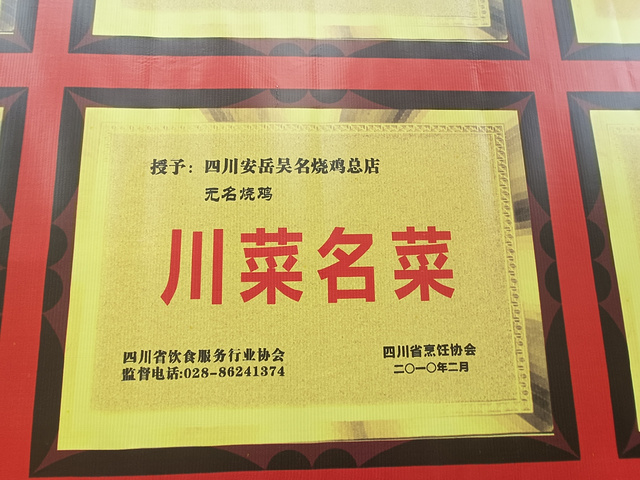 授予：四川安岳吴名烧鸡总店
无名烧鸡
川菜名菜
四川省饮食服务行业协会
监督电话:028-86241374
四川省烹饪协会
二〇一〇年二月